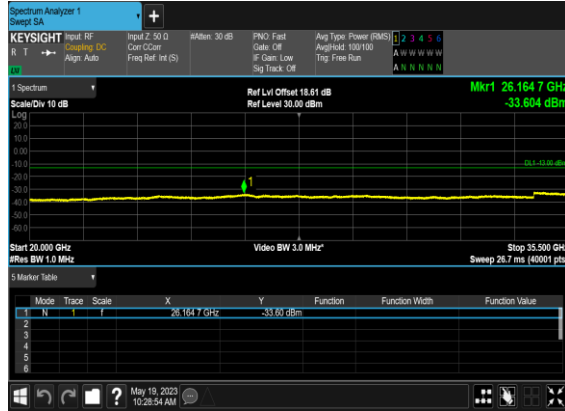 Spectrum Analyzer 1
Swept SA
+
KEYSIGHT Input: RF Input Z: 50 Ω #Atten: 30 dB PNO: Fast Avg Type: Power (RMS) 1 2 3 4 5 6
R T Coupling: DC Corr CCorr Gate: Off Avg|Hold: 100/100 A W W W W W
Align: Auto Freq Ref: Int (S) IF Gain: Low Trig: Free Run
Sig Track: Off A N N N N N
1 Spectrum Ref Lvl Offset 18.61 dB Mkr1 26.164 7 GHz
Scale/Div 10 dB Ref Level 30.00 dBm -33.604 dBm
Log
20.0
10.0
0.00
-10.0
DL1 -13.00 dBm
-20.0
1
-30.0
-40.0
-50.0
-60.0
Start 20.000 GHz Video BW 3.0 MHz* Stop 35.500 GHz
#Res BW 1.0 MHz Sweep 26.7 ms (40001 pts)
5 Marker Table
Mode Trace Scale X Y Function Function Width Function Value
1 N 1 f 26.164 7 GHz -33.60 dBm
2
3
4
5
6
? May 19, 2023
10:28:54 AM